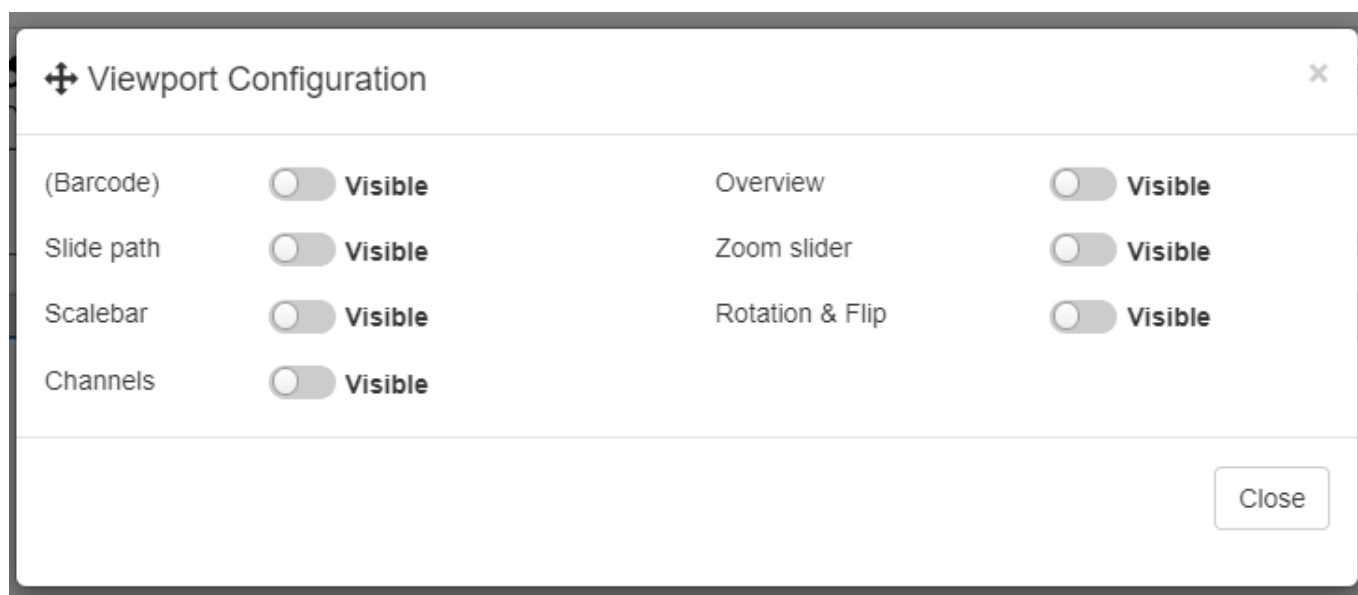 Viewport Configuration ×
(Barcode) Visible Overview Visible
Slide path Visible Zoom slider Visible
Scalebar Visible Rotation & Flip Visible
Channels Visible
Close